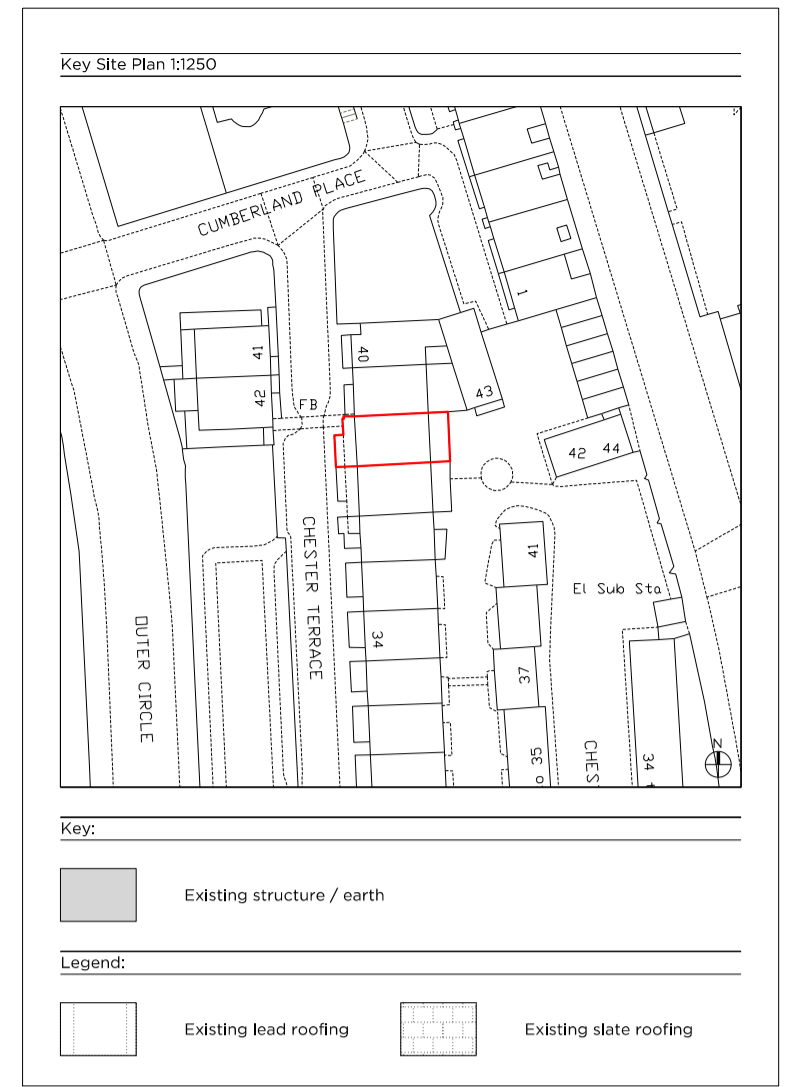 Key Site Plan 1:1250
CUMBERLAND PLACE
1
41
40
42
43
FB
42 44
41
CHESTER TERRACE
El Sub Sta
34
OUTER CIRCLE
37
o 35
CHES
34 t
N
Key:
Existing structure / earth
Legend:
Existing lead roofing
Existing slate roofing